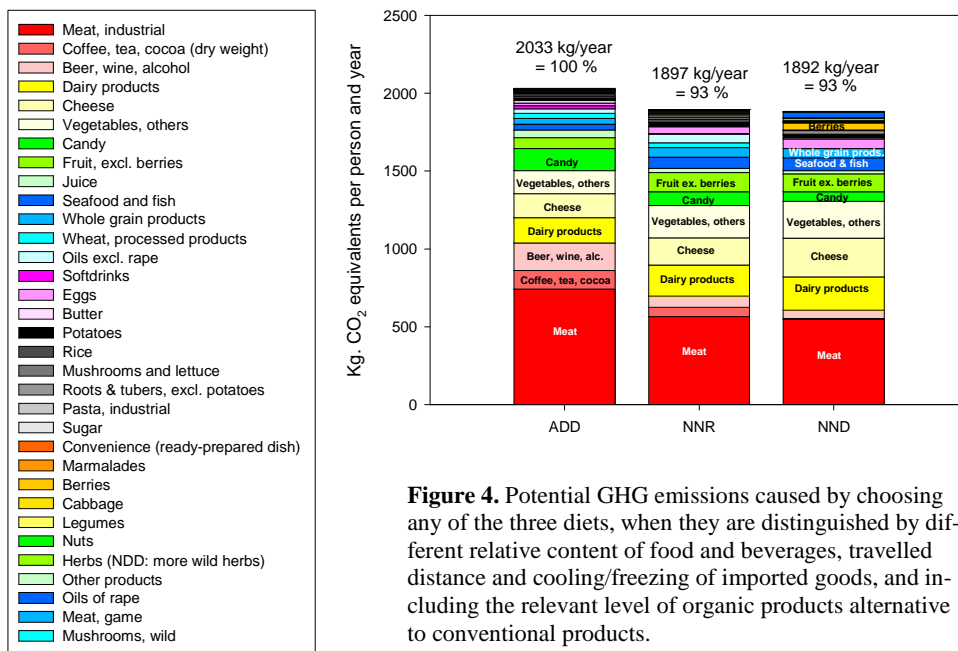 Meat, industrial
Coffee, tea, cocoa (dry weight)
Beer, wine, alcohol
Dairy products
Cheese
Vegetables, others
Candy
Fruit, excl. berries
Juice
Seafood and fish
Whole grain products
Wheat, processed products
Oils excl. rape
Softdrinks
Eggs
Butter
Potatoes
Rice
Mushrooms and lettuce
Roots & tubers, excl. potatoes
Pasta, industrial
Sugar
Convenience (ready-prepared dish)
Marmalades
Berries
Cabbage
Legumes
Nuts
Herbs (NDD: more wild herbs)
Other products
Oils of rape
Meat, game
Mushrooms, wild
Kg. CO2 equivalents per person and year
2500
2000
1500
1000
500
0
2033 kg/year
= 100 %
1897 kg/year
= 93 %
1892 kg/year
= 93 %
Candy
Vegetables, others
Cheese
Dairy products
Beer, wine, alc.
Coffee, tea, cocoa
Meat
Fruit ex. berries
Candy
Vegetables, others
Cheese
Dairy products
Meat
Berries
Whole grain prods.
Seafood & fish
Fruit ex. berries
Candy
Vegetables, others
Cheese
Dairy products
Meat
ADD
NNR
NND
Figure 4. Potential GHG emissions caused by choosing
any of the three diets, when they are distinguished by dif-
ferent relative content of food and beverages, travelled
distance and cooling/freezing of imported goods, and in-
cluding the relevant level of organic products alternative
to conventional products.